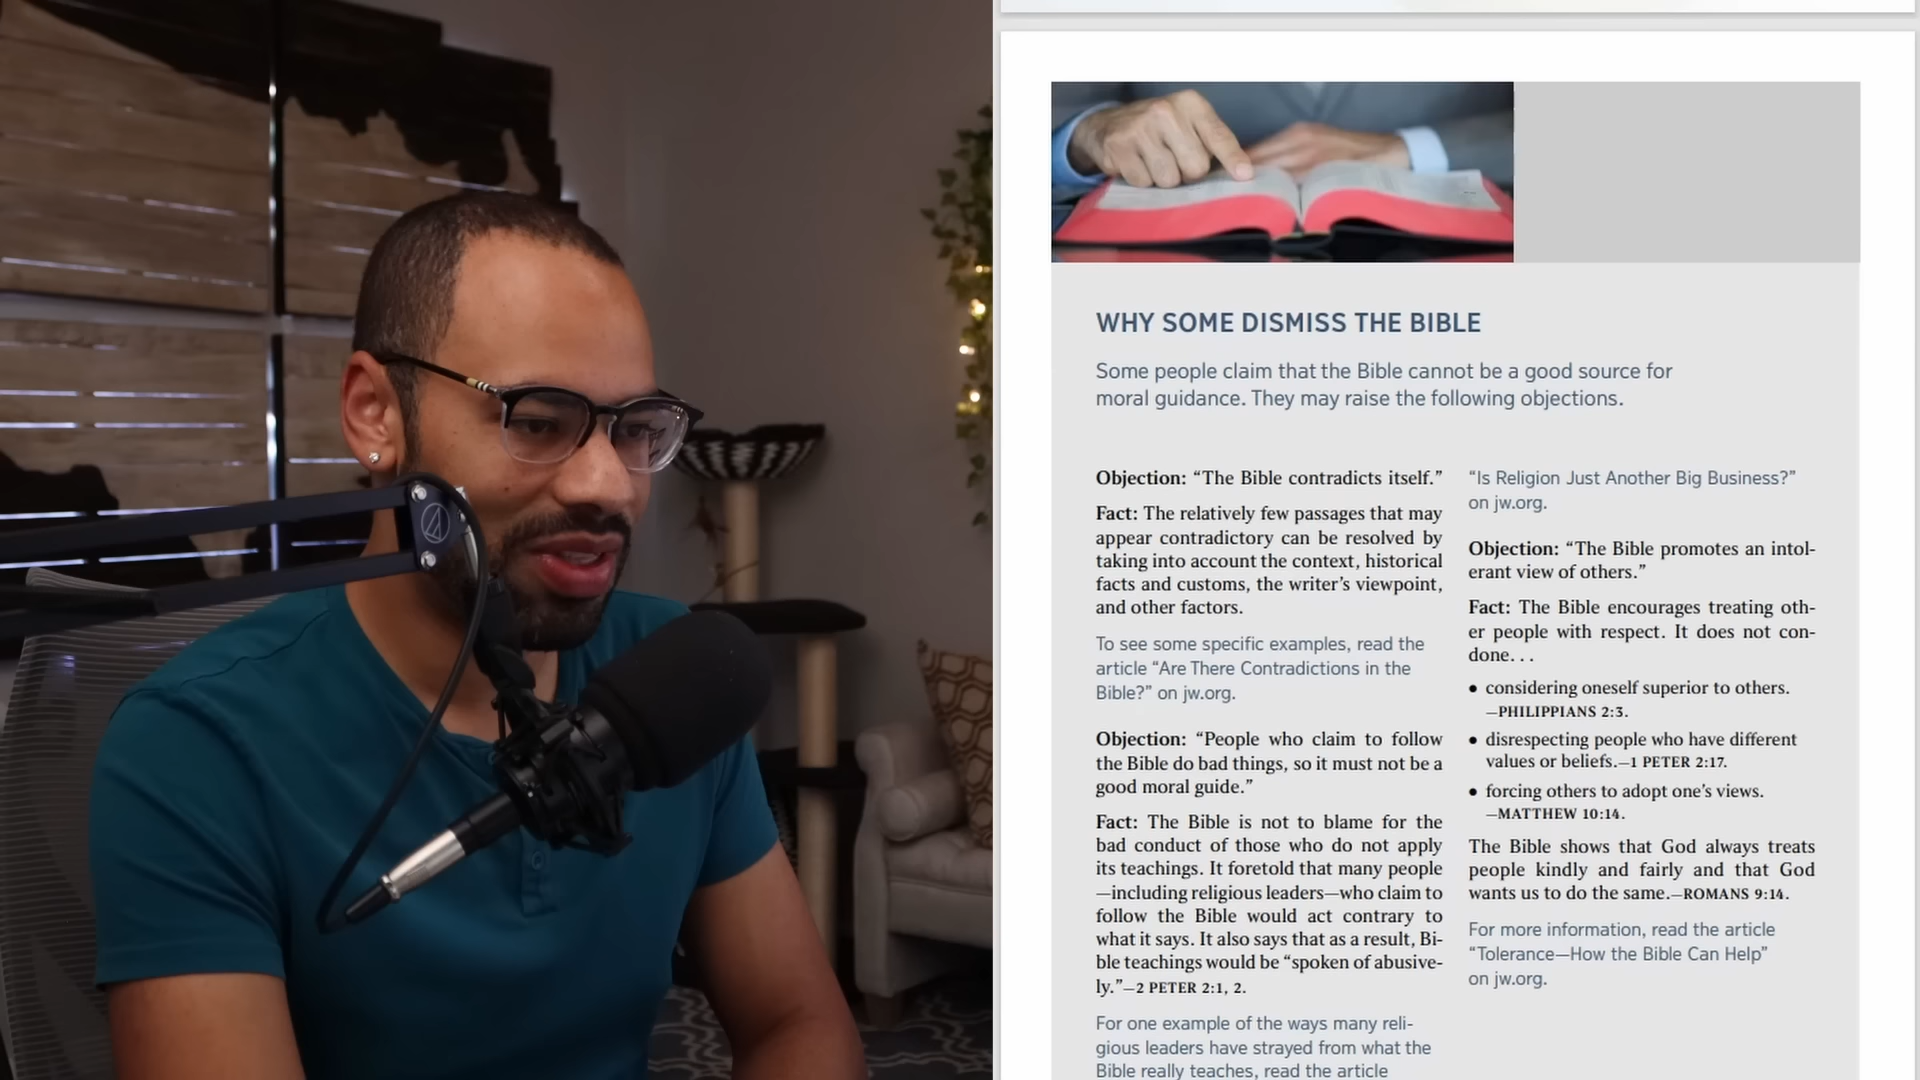 WHY SOME DISMISS THE BIBLE
Some people claim that the Bible cannot be a good source for
moral guidance. They may raise the following objections.
Objection: “The Bible contradicts itself.”
Fact: The relatively few passages that may
appear contradictory can be resolved by
taking into account the context, historical
facts and customs, the writer’s viewpoint,
and other factors.
To see some specific examples, read the
article “Are There Contradictions in the
Bible?” on jw.org.
Objection: “People who claim to follow
the Bible do bad things, so it must not be a
good moral guide.”
Fact: The Bible is not to blame for the
bad conduct of those who do not apply
its teachings. It foretold that many people
—including religious leaders—who claim to
follow the Bible would act contrary to
what it says. It also says that as a result, Bi-
ble teachings would be “spoken of abusive-
ly.”—2 PETER 2:1, 2.
For one example of the ways many reli-
gious leaders have strayed from what the
Bible really teaches, read the article
“Is Religion Just Another Big Business?”
on jw.org.
Objection: “The Bible promotes an intol-
erant view of others.”
Fact: The Bible encourages treating oth-
er people with respect. It does not con-
done. . .
• considering oneself superior to others.
—PHILIPPIANS 2:3.
• disrespecting people who have different
values or beliefs.—1 PETER 2:17.
• forcing others to adopt one’s views.
—MATTHEW 10:14.
The Bible shows that God always treats
people kindly and fairly and that God
wants us to do the same.—ROMANS 9:14.
For more information, read the article
“Tolerance—How the Bible Can Help”
on jw.org.